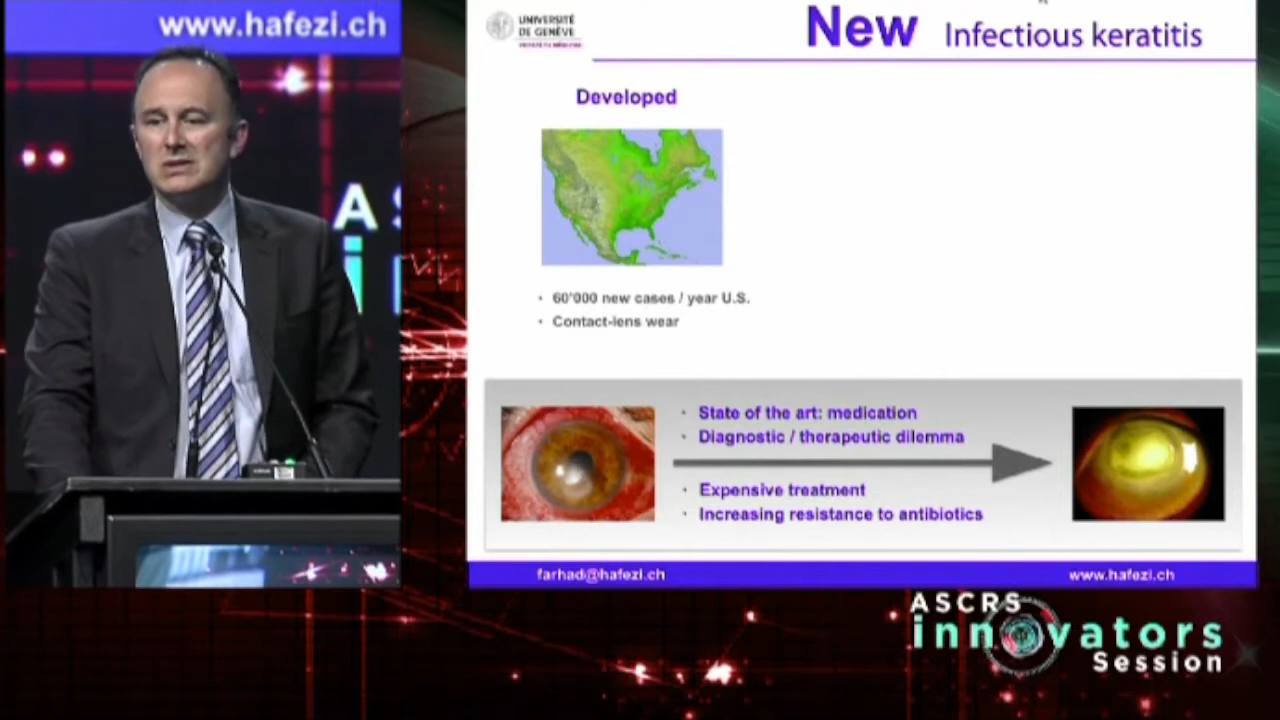 www.hafezi.ch
AS
i
UNIVERSITÉ
DE GENÈVE
New Infectious keratitis
Developed
• 60'000 new cases / year U.S.
• Contact-lens wear
• State of the art: medication
• Diagnostic / therapeutic dilemma
• Expensive treatment
• Increasing resistance to antibiotics
farhad@hafezi.ch
www.hafezi.ch
ASCRS
innovators
Session